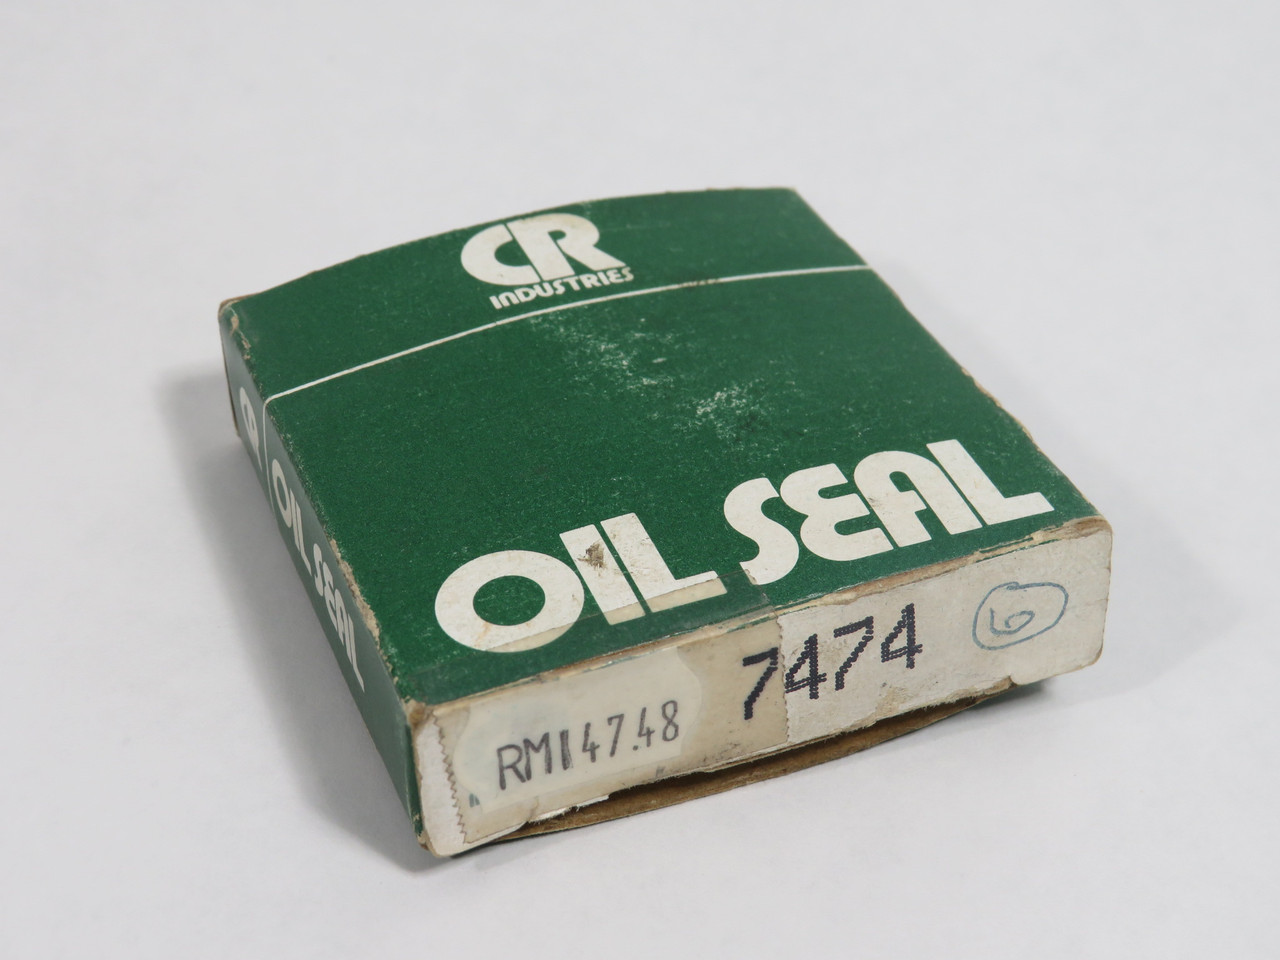 CR
INDUSTRIES
OIL SEAL
CR
OIL SEAL
RM147.48
7474
6